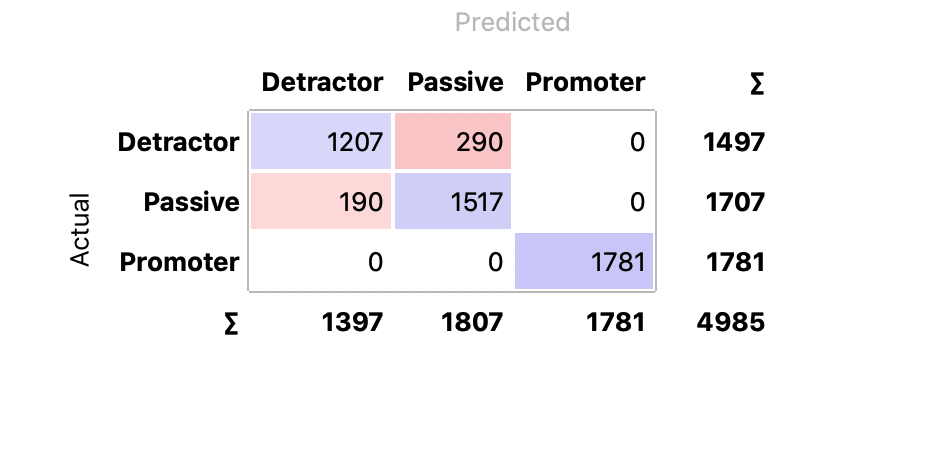 Predicted
Detractor Passive Promoter ∑
Detractor 1207 290 0 1497
Actual
Passive 190 1517 0 1707
Promoter 0 0 1781 1781
∑ 1397 1807 1781 4985